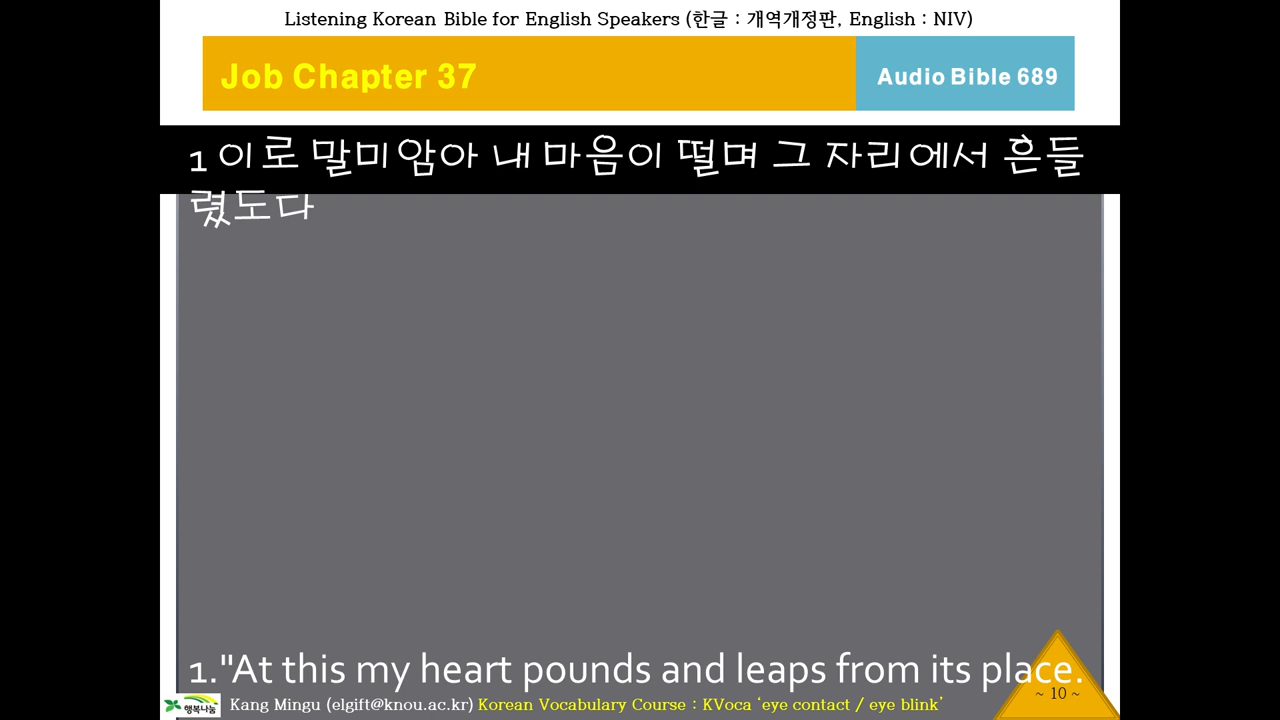 Listening Korean Bible for English Speakers (한글 : 개역개정판, English : NIV)
Job Chapter 37
Audio Bible 689
1 이로 말미암아 내 마음이 떨며 그 자리에서 흔들
렸도다
1."At this my heart pounds and leaps from its place.
~ 10 ~
행복나눔
Kang Mingu (elgift@knou.ac.kr) Korean Vocabulary Course : KVoca ‘eye contact / eye blink’